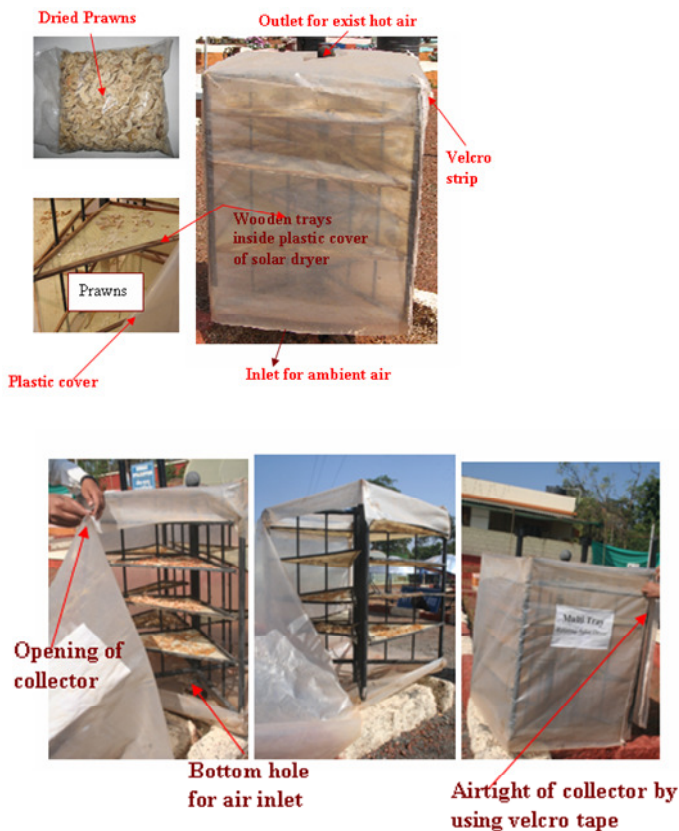 Dried Prawns
Outlet for exist hot air
Velcro
strip
Wooden trays
inside plastic cover
of solar dryer
Prawns
Plastic cover
Inlet for ambient air
Opening of
collector
Multi Tray
Bottom hole
for air inlet
Airtight of collector by
using velcro tape